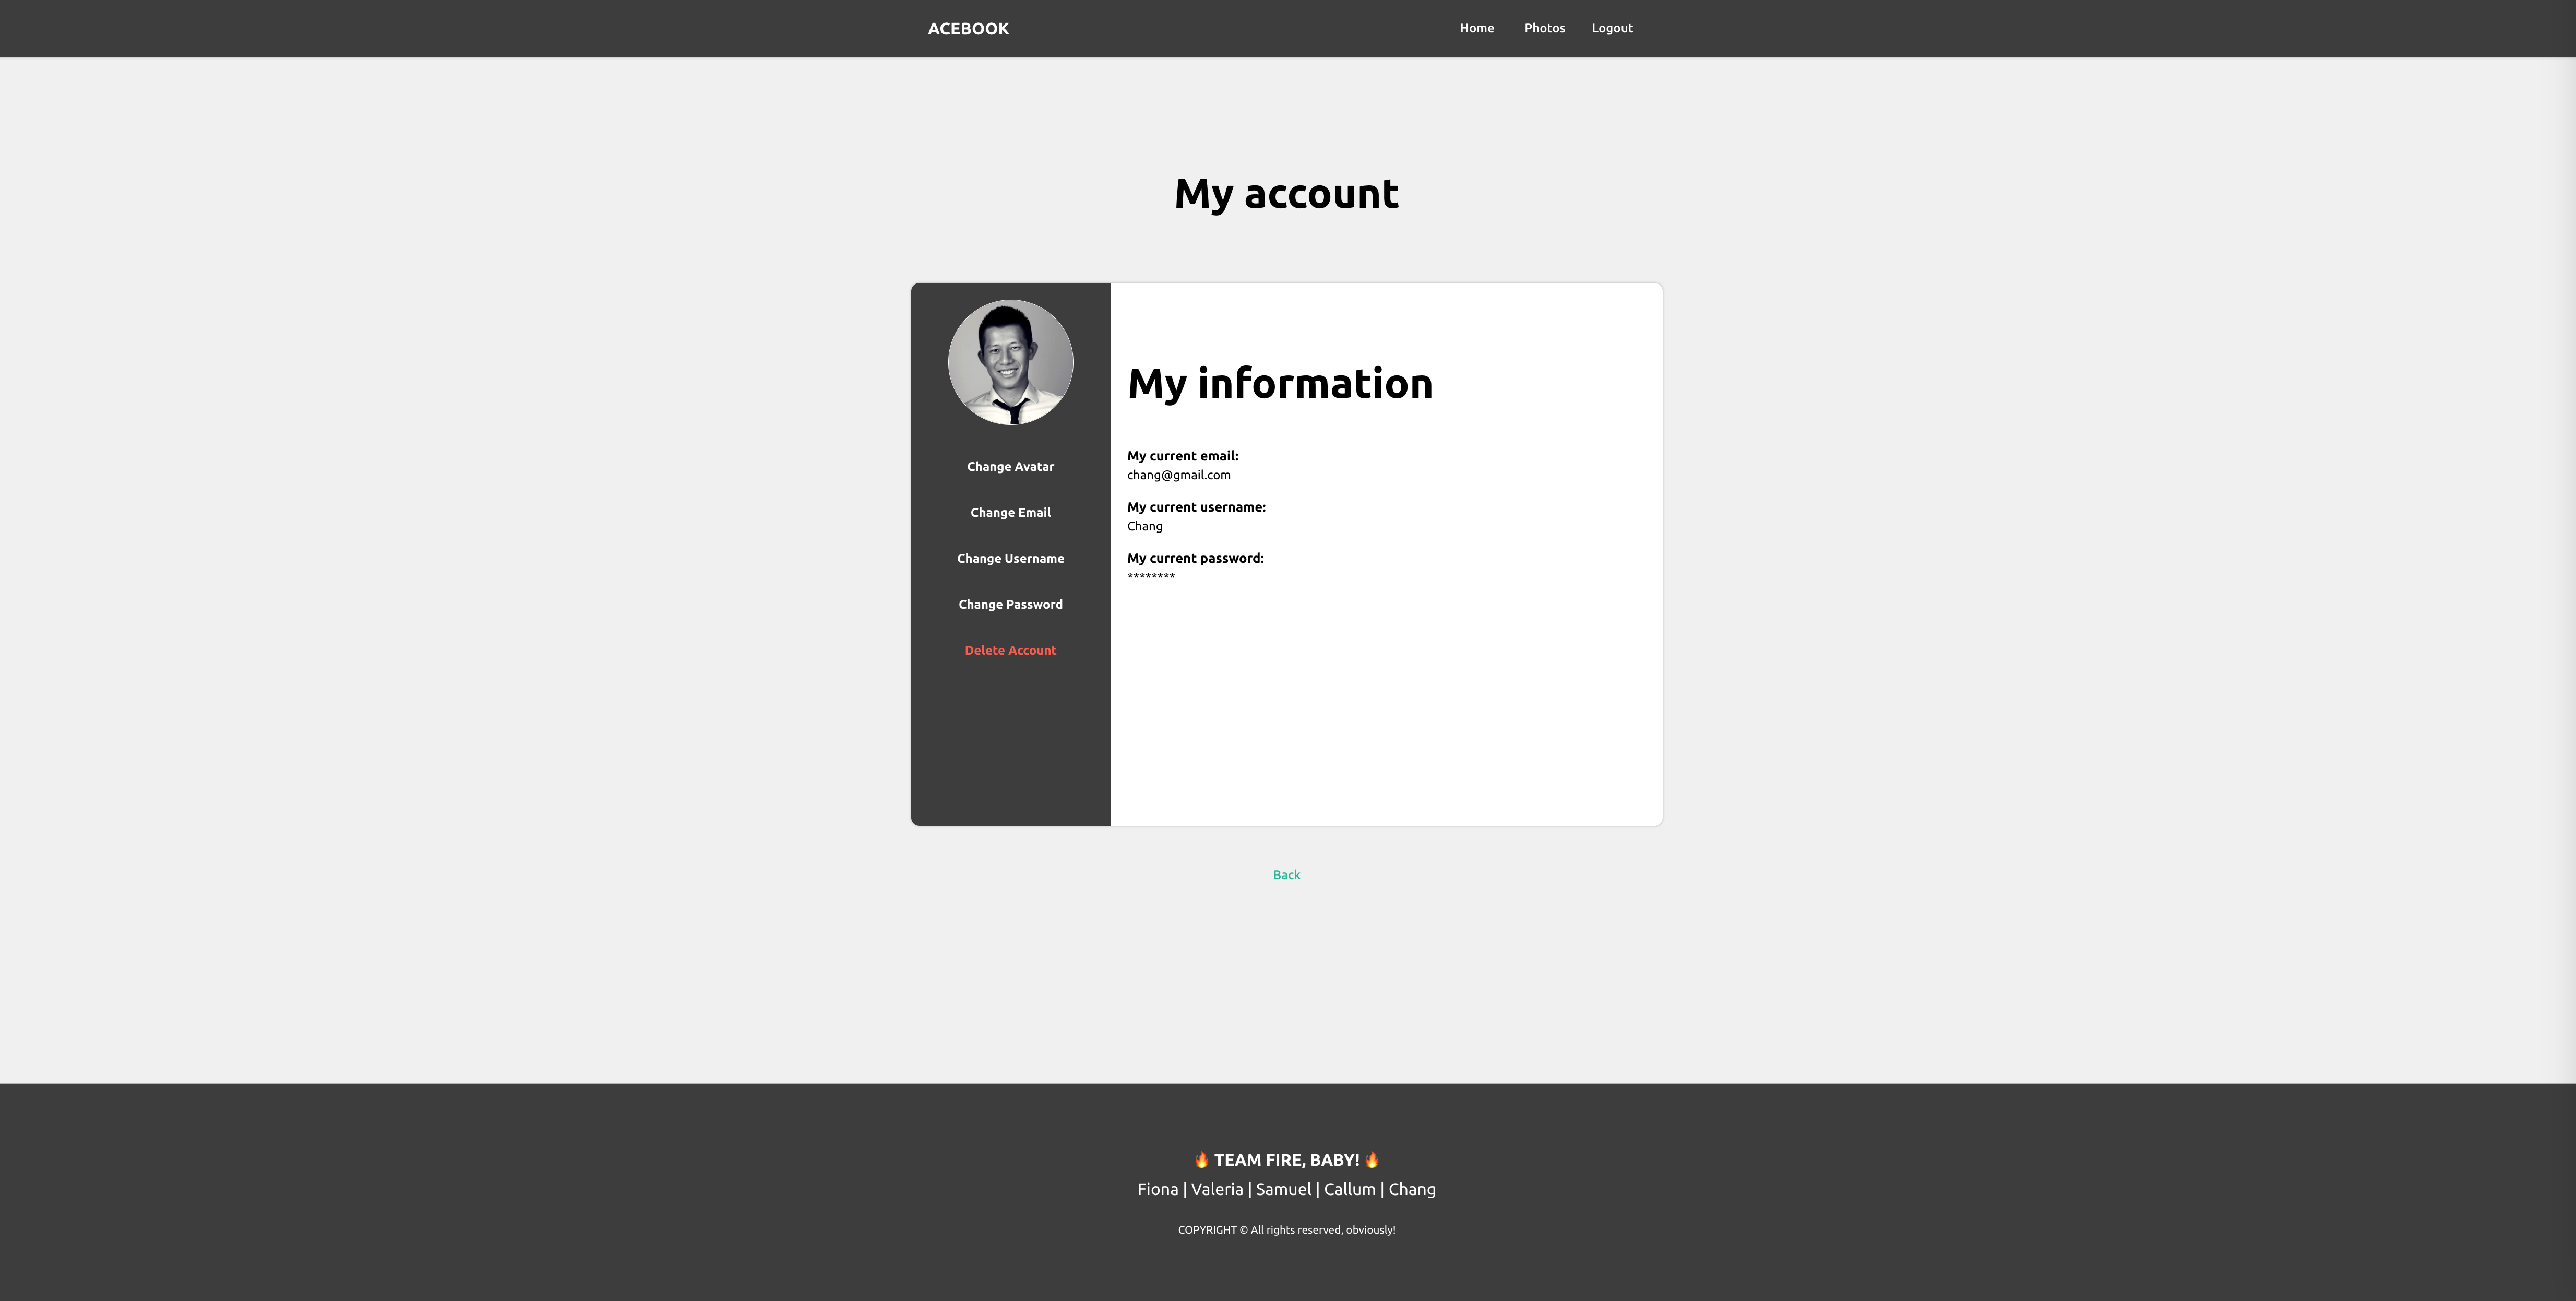 ACEBOOK
Home Photos Logout
My account
Change Avatar
Change Email
Change Username
Change Password
Delete Account
My information
My current email:
chang@gmail.com
My current username:
Chang
My current password:
********
Back
🔥 TEAM FIRE, BABY! 🔥
Fiona | Valeria | Samuel | Callum | Chang
COPYRIGHT © All rights reserved, obviously!